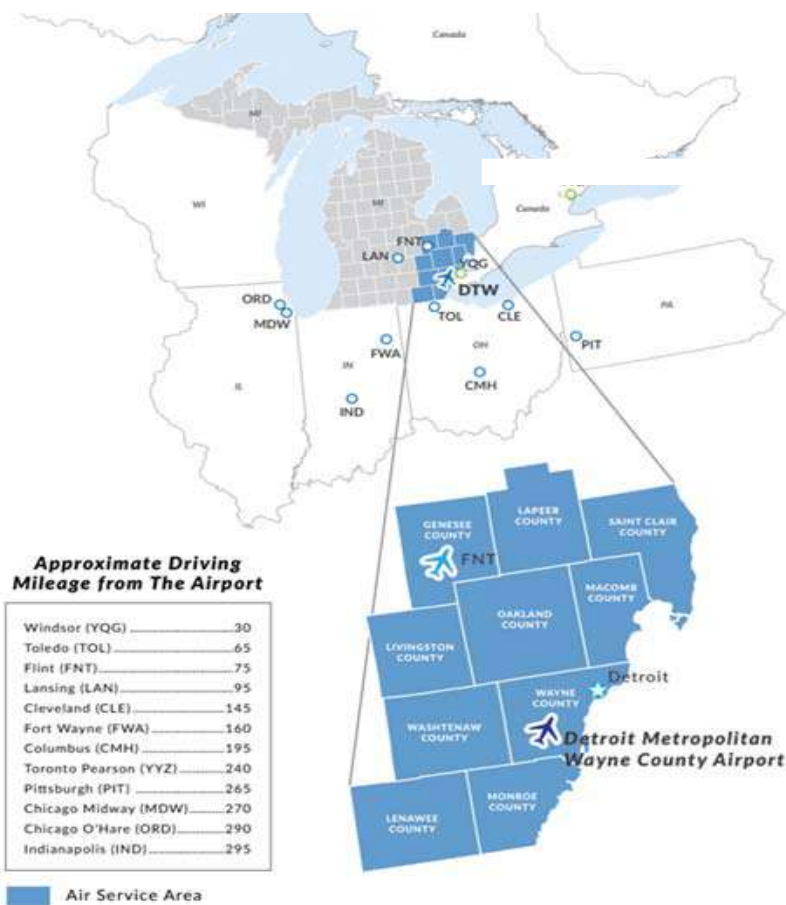 Canada
MI
WI
MI
Canada
FNT
LAN
YQG
DTW
ORD
MDW
TOL
CLE
PA
PIT
FWA
OH
IN
CMH
IL
IND
GENESEE
COUNTY
LAPEER
COUNTY
SAINT CLAIR
COUNTY
FNT
MACOMB
COUNTY
OAKLAND
COUNTY
LIVINGSTON
COUNTY
Detroit
WAYNE
COUNTY
WASHTENAW
COUNTY
Detroit Metropolitan
Wayne County Airport
MONROE
COUNTY
LENAWEE
COUNTY
Approximate Driving
Mileage from The Airport
Windsor (YQG) 30
Toledo (TOL) 65
Flint (FNT) 75
Lansing (LAN) 95
Cleveland (CLE) 145
Fort Wayne (FWA) 160
Columbus (CMH) 195
Toronto Pearson (YYZ) 240
Pittsburgh (PIT) 265
Chicago Midway (MDW) 270
Chicago O'Hare (ORD) 290
Indianapolis (IND) 295
Air Service Area